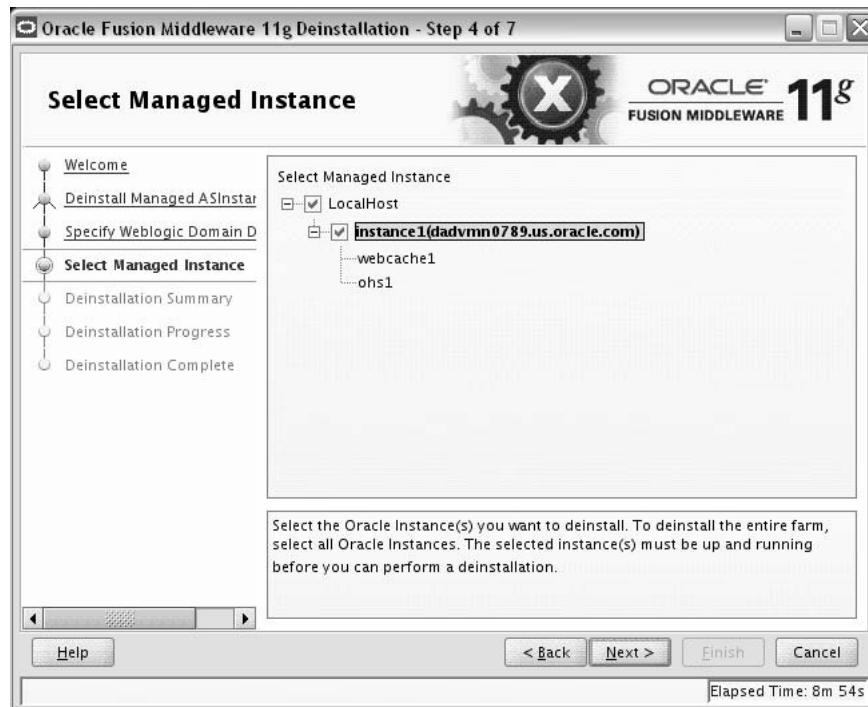 Oracle Fusion Middleware 11g Deinstallation - Step 4 of 7
Select Managed Instance
ORACLE
FUSION MIDDLEWARE
11g
Welcome
Deinstall Managed ASInstar
Specify Weblogic Domain D
Select Managed Instance
Deinstallation Summary
Deinstallation Progress
Deinstallation Complete
Select Managed Instance
LocalHost
instance1(dadvmn0789.us.oracle.com)
webcache1
ohs1
Select the Oracle Instance(s) you want to deinstall. To deinstall the entire farm,
select all Oracle Instances. The selected instance(s) must be up and running
before you can perform a deinstallation.
Help
< Back
Next >
Finish
Cancel
Elapsed Time: 8m 54s